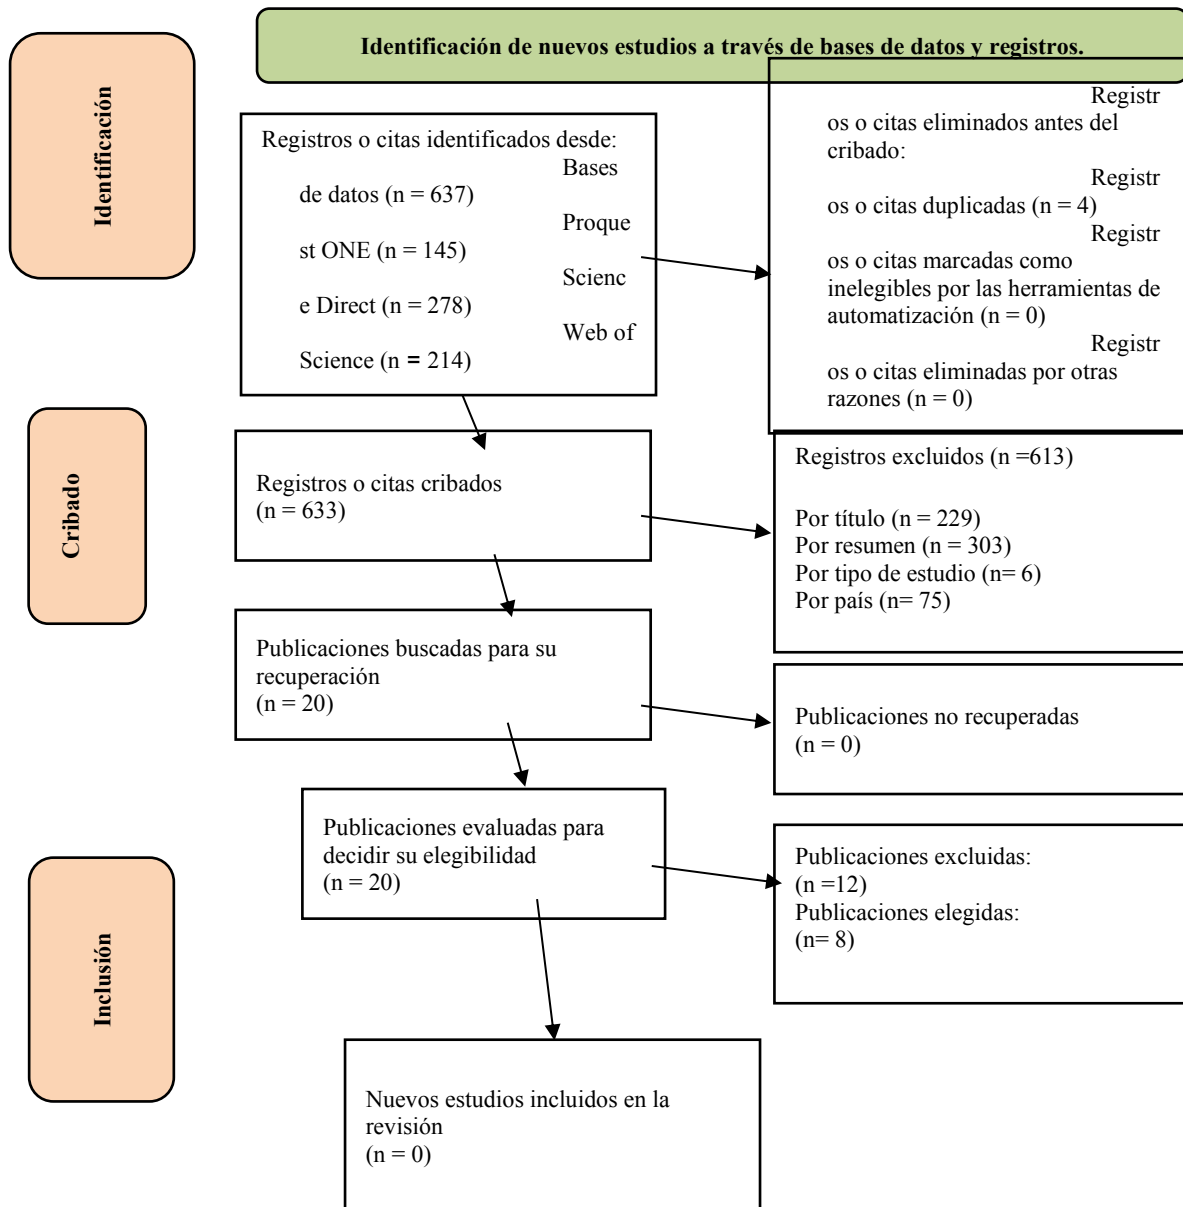 Identificación de nuevos estudios a través de bases de datos y registros.
Identificación
Registros o citas identificados desde:
Bases
de datos (n = 637)
Proque
st ONE (n = 145)
Scienc
e Direct (n = 278)
Web of
Science (n = 214)
Registr
os o citas eliminados antes del
cribado:
Registr
os o citas duplicadas (n = 4)
Registr
os o citas marcadas como
inelegibles por las herramientas de
automatización (n = 0)
Registr
os o citas eliminadas por otras
razones (n = 0)
Cribado
Registros o citas cribados
(n = 633)
Registros excluidos (n =613)
Por título (n = 229)
Por resumen (n = 303)
Por tipo de estudio (n= 6)
Por país (n= 75)
Publicaciones buscadas para su
recuperación
(n = 20)
Publicaciones no recuperadas
(n = 0)
Publicaciones evaluadas para
decidir su elegibilidad
(n = 20)
Publicaciones excluidas:
(n =12)
Publicaciones elegidas:
(n= 8)
Inclusión
Nuevos estudios incluidos en la
revisión
(n = 0)